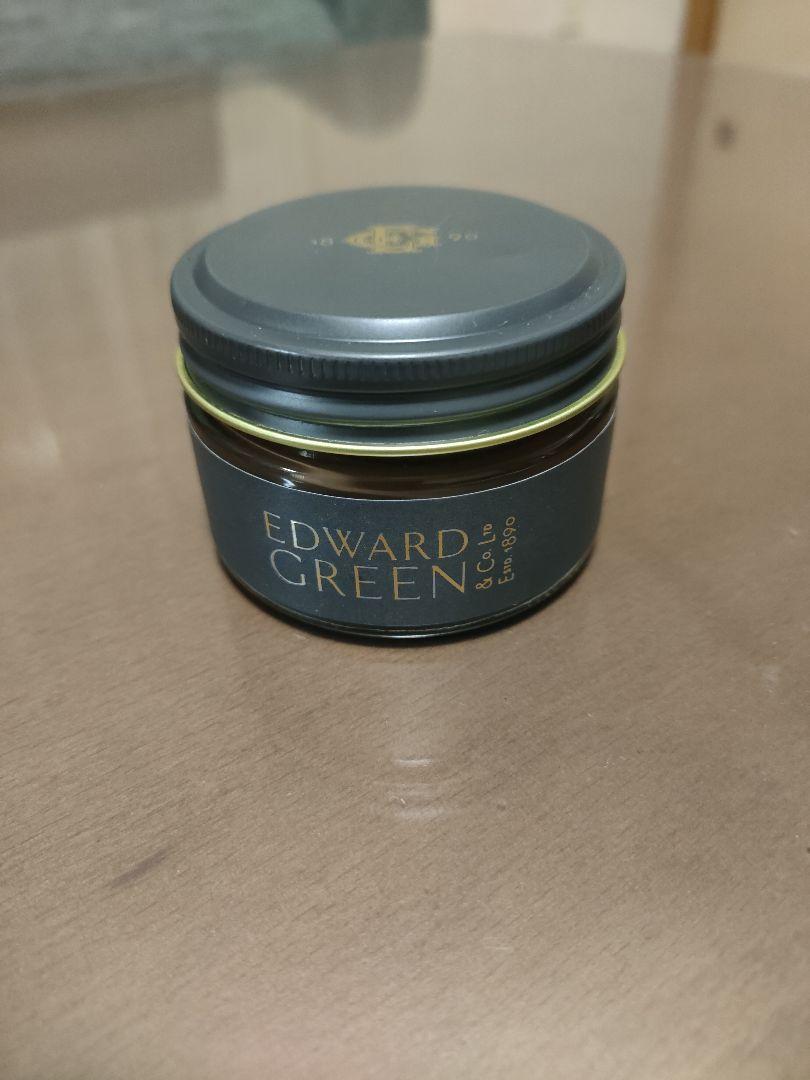 18 90
EDWARD
GREEN
& Co. LTD
ESTD. 1890